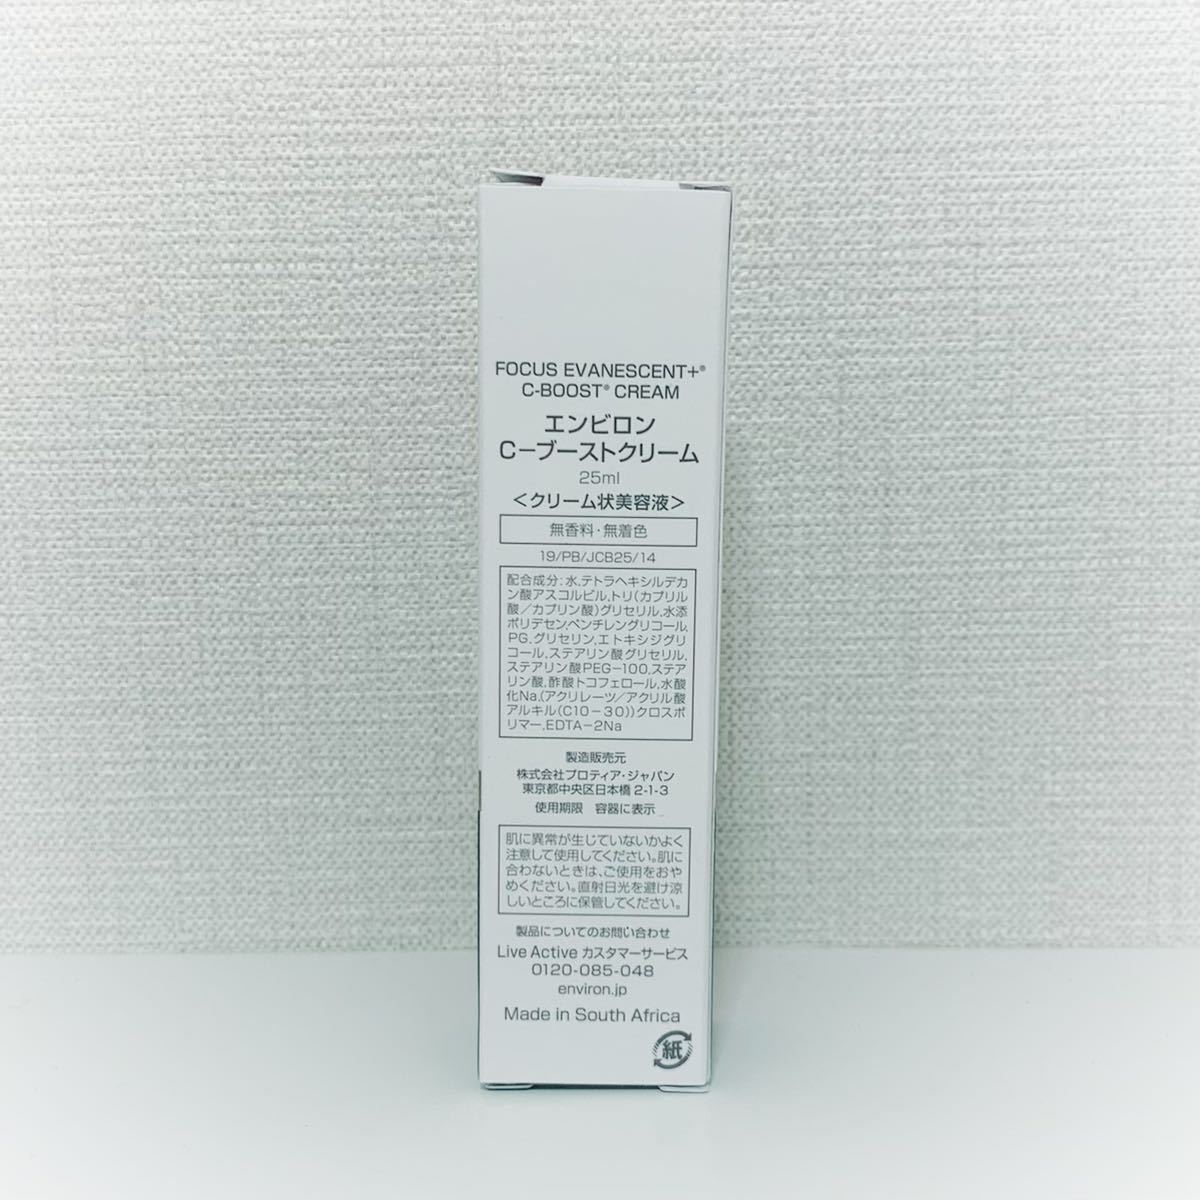 FOCUS EVANESCENT+®
C-BOOST® CREAM
エンビロン
C-ブーストクリーム
25ml
<クリーム状美容液>
無香料・無着色
19/PB/JCB25/14
配合成分:水,テトラヘキシルデカ
ン酸アスコルビル,トリ(カプリル
酸/カプリン酸)グリセリル,水添
ポリデセン,ペンチレングリコール,
PG,グリセリン,エトキシジグリ
コール,ステアリン酸グリセリル,
ステアリン酸PEG-100,ステア
リン酸,酢酸トコフェロール,水酸
化Na,(アクリレーツ/アクリル酸
アルキル(C10-30))クロスポ
リマー,EDTA-2Na
製造販売元
株式会社プロティア・ジャパン
東京都中央区日本橋 2-1-3
使用期限 容器に表示
肌に異常が生じていないかよく
注意して使用してください。肌に
合わないときは、ご使用をおや
めください。直射日光を避け涼
しいところに保管してください。
製品についてのお問い合わせ
Live Active カスタマーサービス
0120-085-048
environ.jp
Made in South Africa
紙